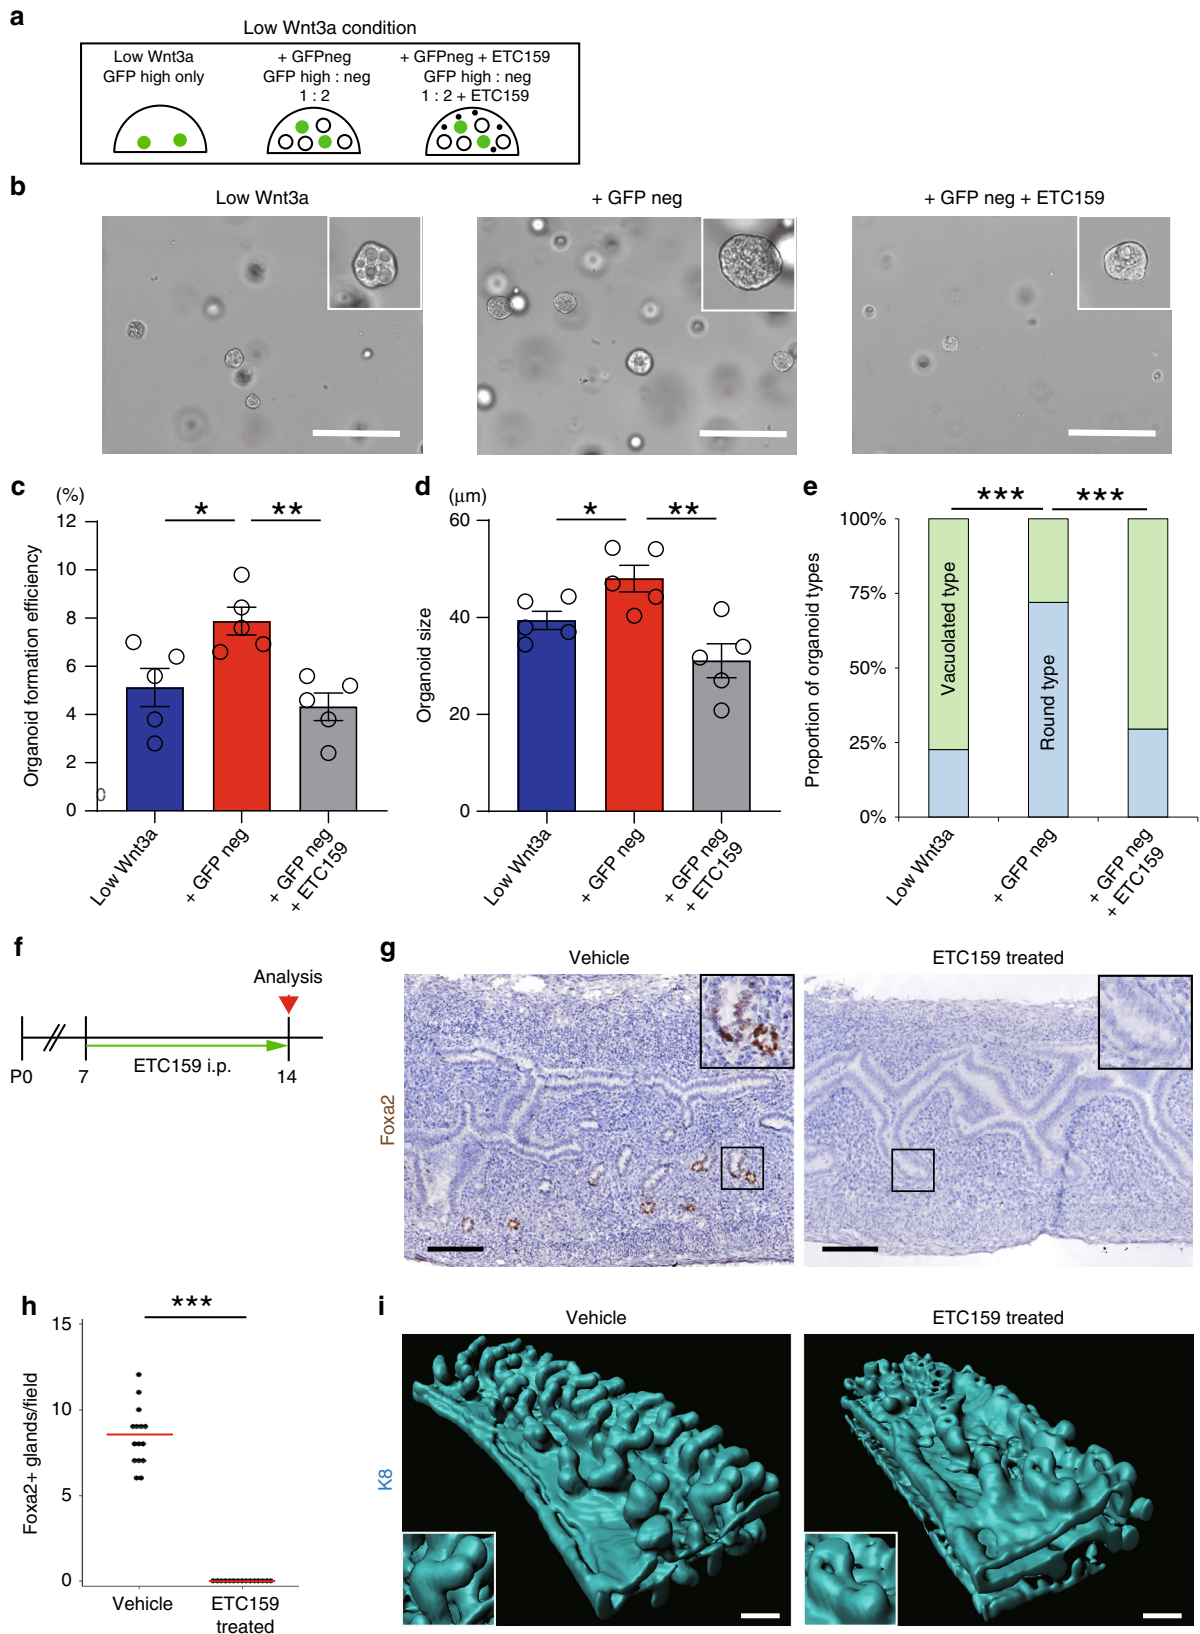 a
Low Wnt3a condition
Low Wnt3a
GFP high only
+ GFPneg
GFP high : neg
1 : 2
+ GFPneg + ETC159
GFP high : neg
1 : 2 + ETC159
b
Low Wnt3a
+ GFP neg
+ GFP neg + ETC159
c
(%)
Organoid formation efficiency
12
10
8
6
4
2
0
0
*
**
Low Wnt3a
+ GFP neg
+ GFP neg
+ ETC159
d
(μm)
Organoid size
60
40
20
0
*
**
Low Wnt3a
+ GFP neg
+ GFP neg
+ ETC159
e
Proportion of organoid types
100%
75%
50%
25%
0%
***
***
Vacuolated type
Round type
Low Wnt3a
+ GFP neg
+ GFP neg
+ ETC159
f
Analysis
ETC159 i.p.
P0
7
14
g
Vehicle
ETC159 treated
Foxa2
h
***
Foxa2+ glands/field
15
10
5
0
Vehicle
ETC159
treated
i
Vehicle
ETC159 treated
K8